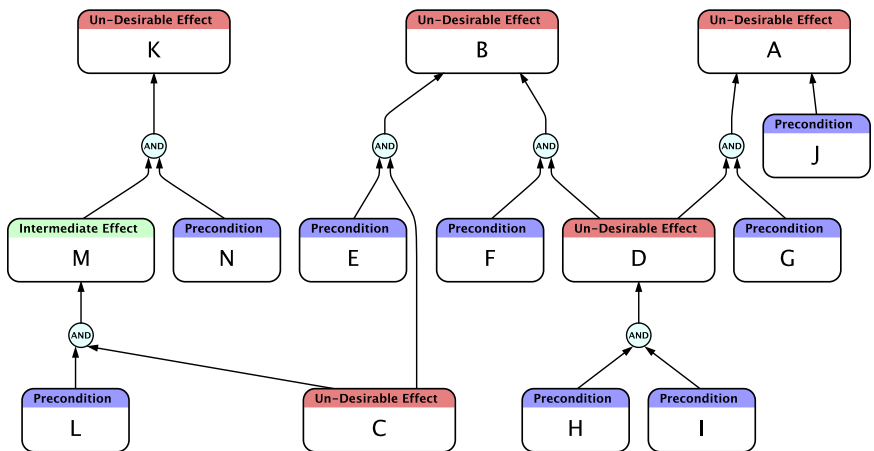 Un-Desirable Effect
K
Un-Desirable Effect
B
Un-Desirable Effect
A
Precondition
J
AND
AND
AND
AND
Intermediate Effect
M
Precondition
N
Precondition
E
Precondition
F
Un-Desirable Effect
D
Precondition
G
AND
AND
Precondition
L
Un-Desirable Effect
C
Precondition
H
Precondition
I